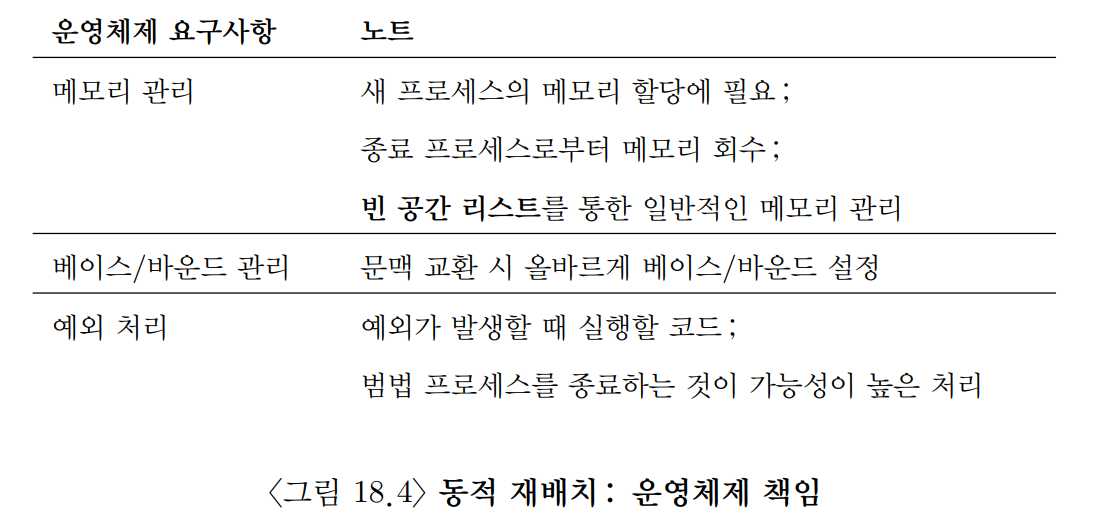 운영체제 요구사항 노트
메모리 관리 새 프로세스의 메모리 할당에 필요;
종료 프로세스로부터 메모리 회수;
빈 공간 리스트를 통한 일반적인 메모리 관리
베이스/바운드 관리 문맥 교환 시 올바르게 베이스/바운드 설정
예외 처리 예외가 발생할 때 실행할 코드;
범법 프로세스를 종료하는 것이 가능성이 높은 처리
〈그림 18.4〉 동적 재배치: 운영체제 책임